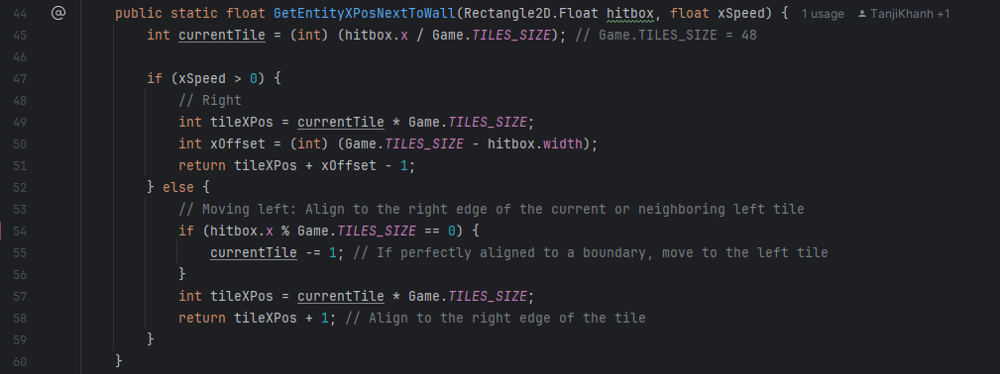 44 @ public static float GetEntityXPosNextToWall(Rectangle2D.Float hitbox, float xSpeed) { 1 usage TanjiKhanh +1
45 int currentTile = (int) (hitbox.x / Game.TILES_SIZE); // Game.TILES_SIZE = 48
46
47 if (xSpeed > 0) {
48 // Right
49 int tileXPos = currentTile * Game.TILES_SIZE;
50 int xOffset = (int) (Game.TILES_SIZE - hitbox.width);
51 return tileXPos + xOffset - 1;
52 } else {
53 // Moving left: Align to the right edge of the current or neighboring left tile
54 if (hitbox.x % Game.TILES_SIZE == 0) {
55 currentTile -= 1; // If perfectly aligned to a boundary, move to the left tile
56 }
57 int tileXPos = currentTile * Game.TILES_SIZE;
58 return tileXPos + 1; // Align to the right edge of the tile
59 }
60 }